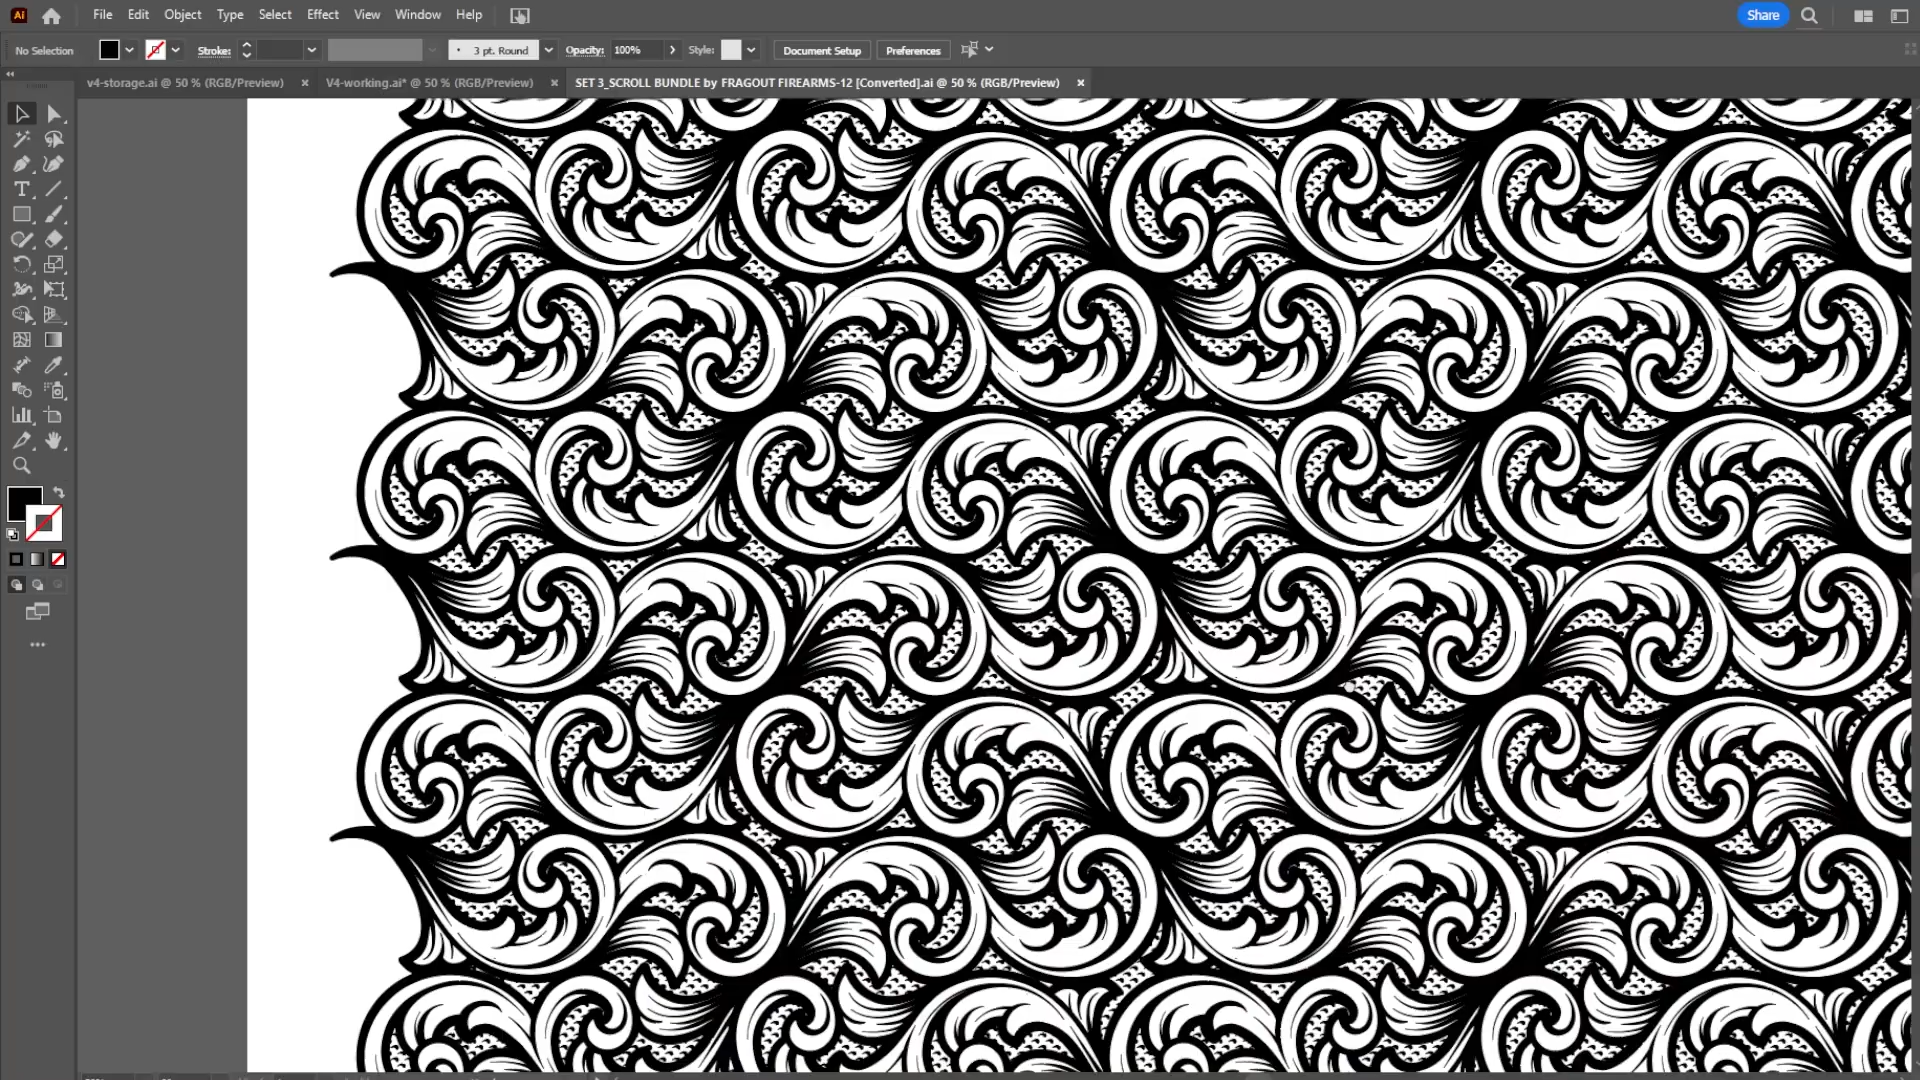 Ai File Edit Object Type Select Effect View Window Help Share
No Selection Stroke: 3 pt. Round Opacity: 100% Style: Document Setup Preferences
v4-storage.ai @ 50 % (RGB/Preview) V4-working.ai* @ 50 % (RGB/Preview) SET 3_SCROLL BUNDLE by FRAGOUT FIREARMS-12 [Converted].ai @ 50 % (RGB/Preview)